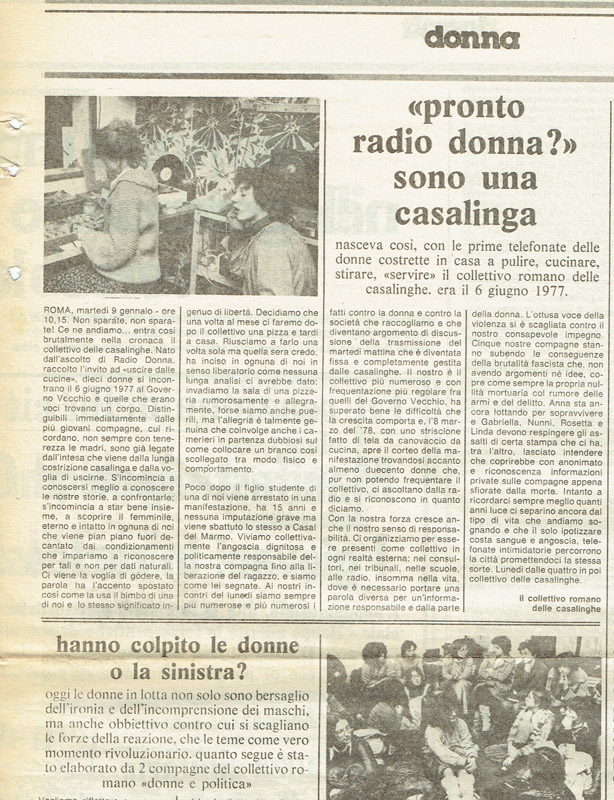 donna
«pronto
radio donna?»
sono una
casalinga
nasceva così, con le prime telefonate delle
donne costrette in casa a pulire, cucinare,
stirare, «servire» il collettivo romano delle
casalinghe. era il 6 giugno 1977.
ROMA, martedì 9 gennaio - ore
10,15. Non sparate, non spara-
te! Ce ne andiamo... entra così
brutalmente nella cronaca il
collettivo delle casalinghe. Nato
dall'ascolto di Radio Donna,
raccolto l'invito ad «uscire dalle
cucine», dieci donne si incon-
trano il 6 giugno 1977 al Gover-
no Vecchio e quelle che erano
voci trovano un corpo. Distin-
guibili immediatamente dalle
più giovani compagne, cui ri-
cordano, non sempre con tene-
rezza le madri, sono già legate
dall'intesa che viene dalla lunga
costrizione casalinga e dalla vo-
glia di uscirne. S'incomincia a
conoscersi meglio a conoscere
le nostre storie, a confrontarle;
s'incomincia a star bene insie-
me, a scoprire il femminile,
eterno e intatto in ognuna di noi
che viene pian piano fuori de-
cantato dai condizionamenti
che impariamo a riconoscere
per tali e non per dati naturali.
Ci viene la voglia di gódere, la
parola ha l'accento spostato
così come la usa il bimbo di una
di noi e lo stesso significato in-
genuo di libertà. Decidiamo che
una volta al mese ci faremo do-
po il collettivo una pizza e tardi
a casa. Riusciamo a farlo una
volta sola ma quella sera credo,
ha inciso in ognuna di noi in
senso liberatorio come nessuna
lunga analisi ci avrebbe dato:
invadiamo la sala di una pizze-
ria rumorosamente e allegra-
mente, forse siamo anche pue-
rili, ma l'allegria è talmente ge-
nuina che coinvolge anche i ca-
merieri in partenza dubbiosi su
come collocare un branco così
scollegato tra modo fisico e
comportamento.
Poco dopo il figlio studente
di una di noi viene arrestato in una
manifestazione, ha 15 anni e
nessuna imputazione grave ma
viene sbattuto lo stesso a Casal
del Marmo. Viviamo collettiva-
mente l'angoscia dignitosa e
politicamente responsabile del-
la nostra compagna fino alla li-
berazione del ragazzo, e siamo
come lei segnate. Ai nostri in-
contri del lunedì siamo sempre
più numerose e più numerosi i
fatti contro la donna e contro la
società che raccogliamo e che
diventano argomento di discus-
sione della trasmissione del
martedì mattina che è diventata
fissa e completamente gestita
dalle casalinghe. Il nostro è il
collettivo più numeroso e con
frequentazione più regolare fra
quelli del Governo Vecchio, ha
superato bene le difficoltà che
la crescita comporta e, l'8 mar-
zo del '78, con uno striscione
fatto di tela da canovaccio da
cucina, apre il corteo della ma-
nifestazione trovandosi accanto
almeno duecento donne che,
pur non potendo frequentare il
collettivo, ci ascoltano dalla ra-
dio e si riconoscono in quanto
diciamo.
Con la nostra forza cresce an-
che il nostro senso di responsa-
bilità. Ci organizziamo per es-
sere presenti come collettivo in
ogni realtà esterna; nei consul-
tori, nei tribunali, nelle scuole,
alle radio, insomma nella vita,
dove è necessario portare una
parola diversa per un'informa-
zione responsabile e dalla parte
della donna. L'ottusa voce della
violenza si è scagliata contro il
nostro consapevole impegno.
Cinque nostre compagne stan-
no subendo le conseguenze
della brutalità fascista che, non
avendo argomenti né idee, co-
pre come sempre la propria nul-
lità mortuaria col rumore delle
armi e del delitto. Anna sta an-
cora lottando per sopravvivere
e Gabriella, Nunni, Rosetta e
Linda devono respingere gli as-
salti di certa stampa che ci ha,
tra l'altro, lasciato intendere
che coprirebbe con anonimato
e riconoscenza informazioni
private sulle compagne appena
sfiorate dalla morte. Intanto a
ricordarci sempre meglio quanti
anni luce ci separino ancora dal
tipo di vita che andiamo so-
gnando e che il solo ipotizzare
costa sangue e angoscia, tele-
fonate intimidatorie percorrono
la città promettendoci la stessa
sorte. Lunedì dalle quattro in poi
collettivo delle casalinghe.
il collettivo romano
delle casalinghe
hanno colpito le donne
o la sinistra?
oggi le donne in lotta non solo sono bersaglio
dell'ironia e dell'incomprensione dei maschi,
ma anche obbiettivo contro cui si scagliano
le forze della reazione, che le teme come vero
momento rivoluzionario. quanto segue è sta-
to elaborato da 2 compagne del collettivo ro-
mano «donne e politica»